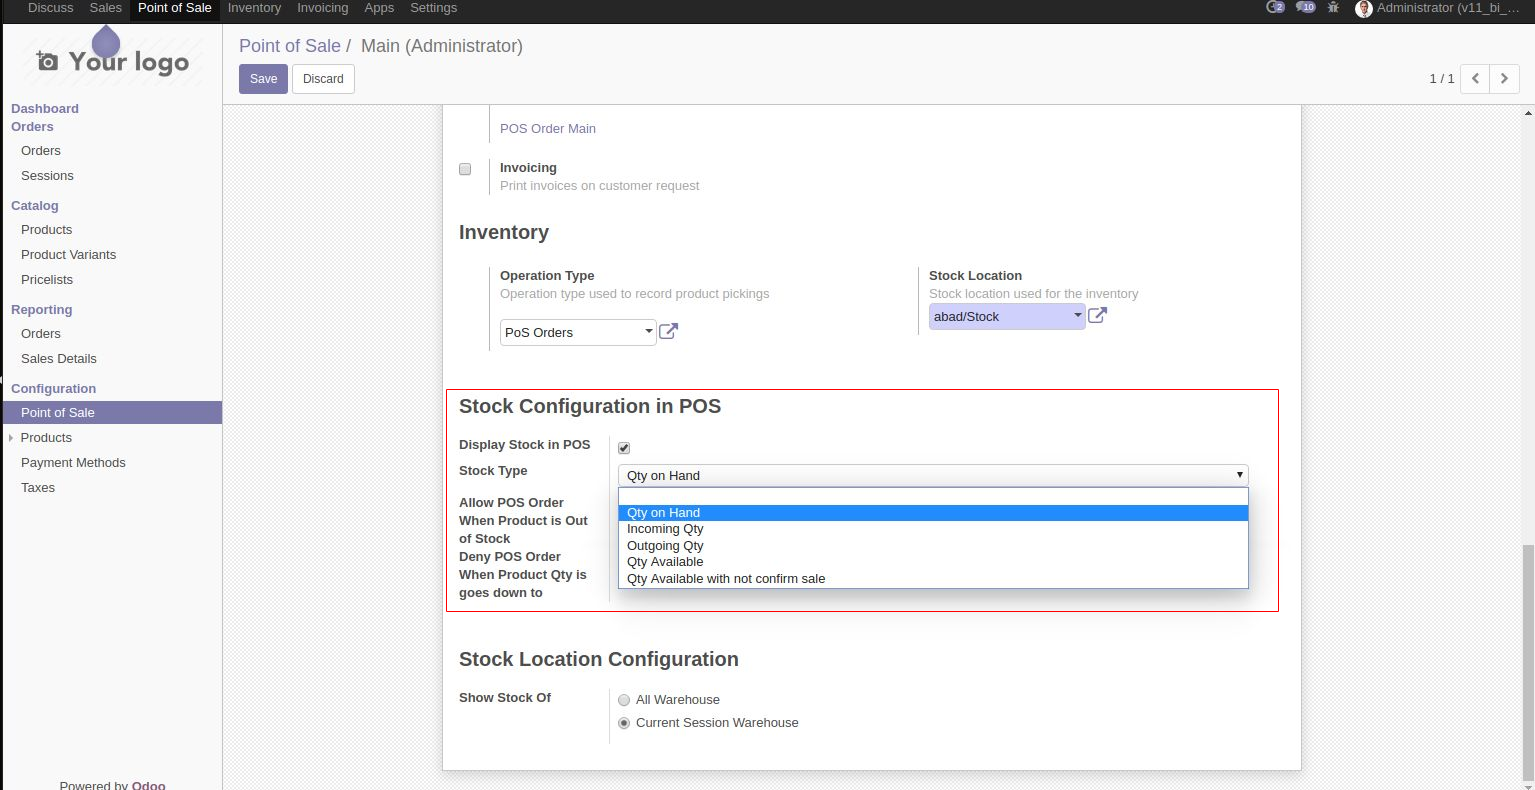 Discuss Sales Point of Sale Inventory Invoicing Apps Settings 2 10 Administrator (v11_bi_...
Your logo
Point of Sale / Main (Administrator)
Save Discard
1 / 1
Dashboard
Orders
Orders
Sessions
Catalog
Products
Product Variants
Pricelists
Reporting
Orders
Sales Details
Configuration
Point of Sale
Products
Payment Methods
Taxes
Powered by Odoo
POS Order Main
Invoicing
Print invoices on customer request
Inventory
Operation Type
Operation type used to record product pickings
PoS Orders
Stock Location
Stock location used for the inventory
abad/Stock
Stock Configuration in POS
Display Stock in POS
Stock Type
Qty on Hand
Allow POS Order
When Product is Out
of Stock
Deny POS Order
When Product Qty is
goes down to
Qty on Hand
Incoming Qty
Outgoing Qty
Qty Available
Qty Available with not confirm sale
Stock Location Configuration
Show Stock Of
All Warehouse
Current Session Warehouse